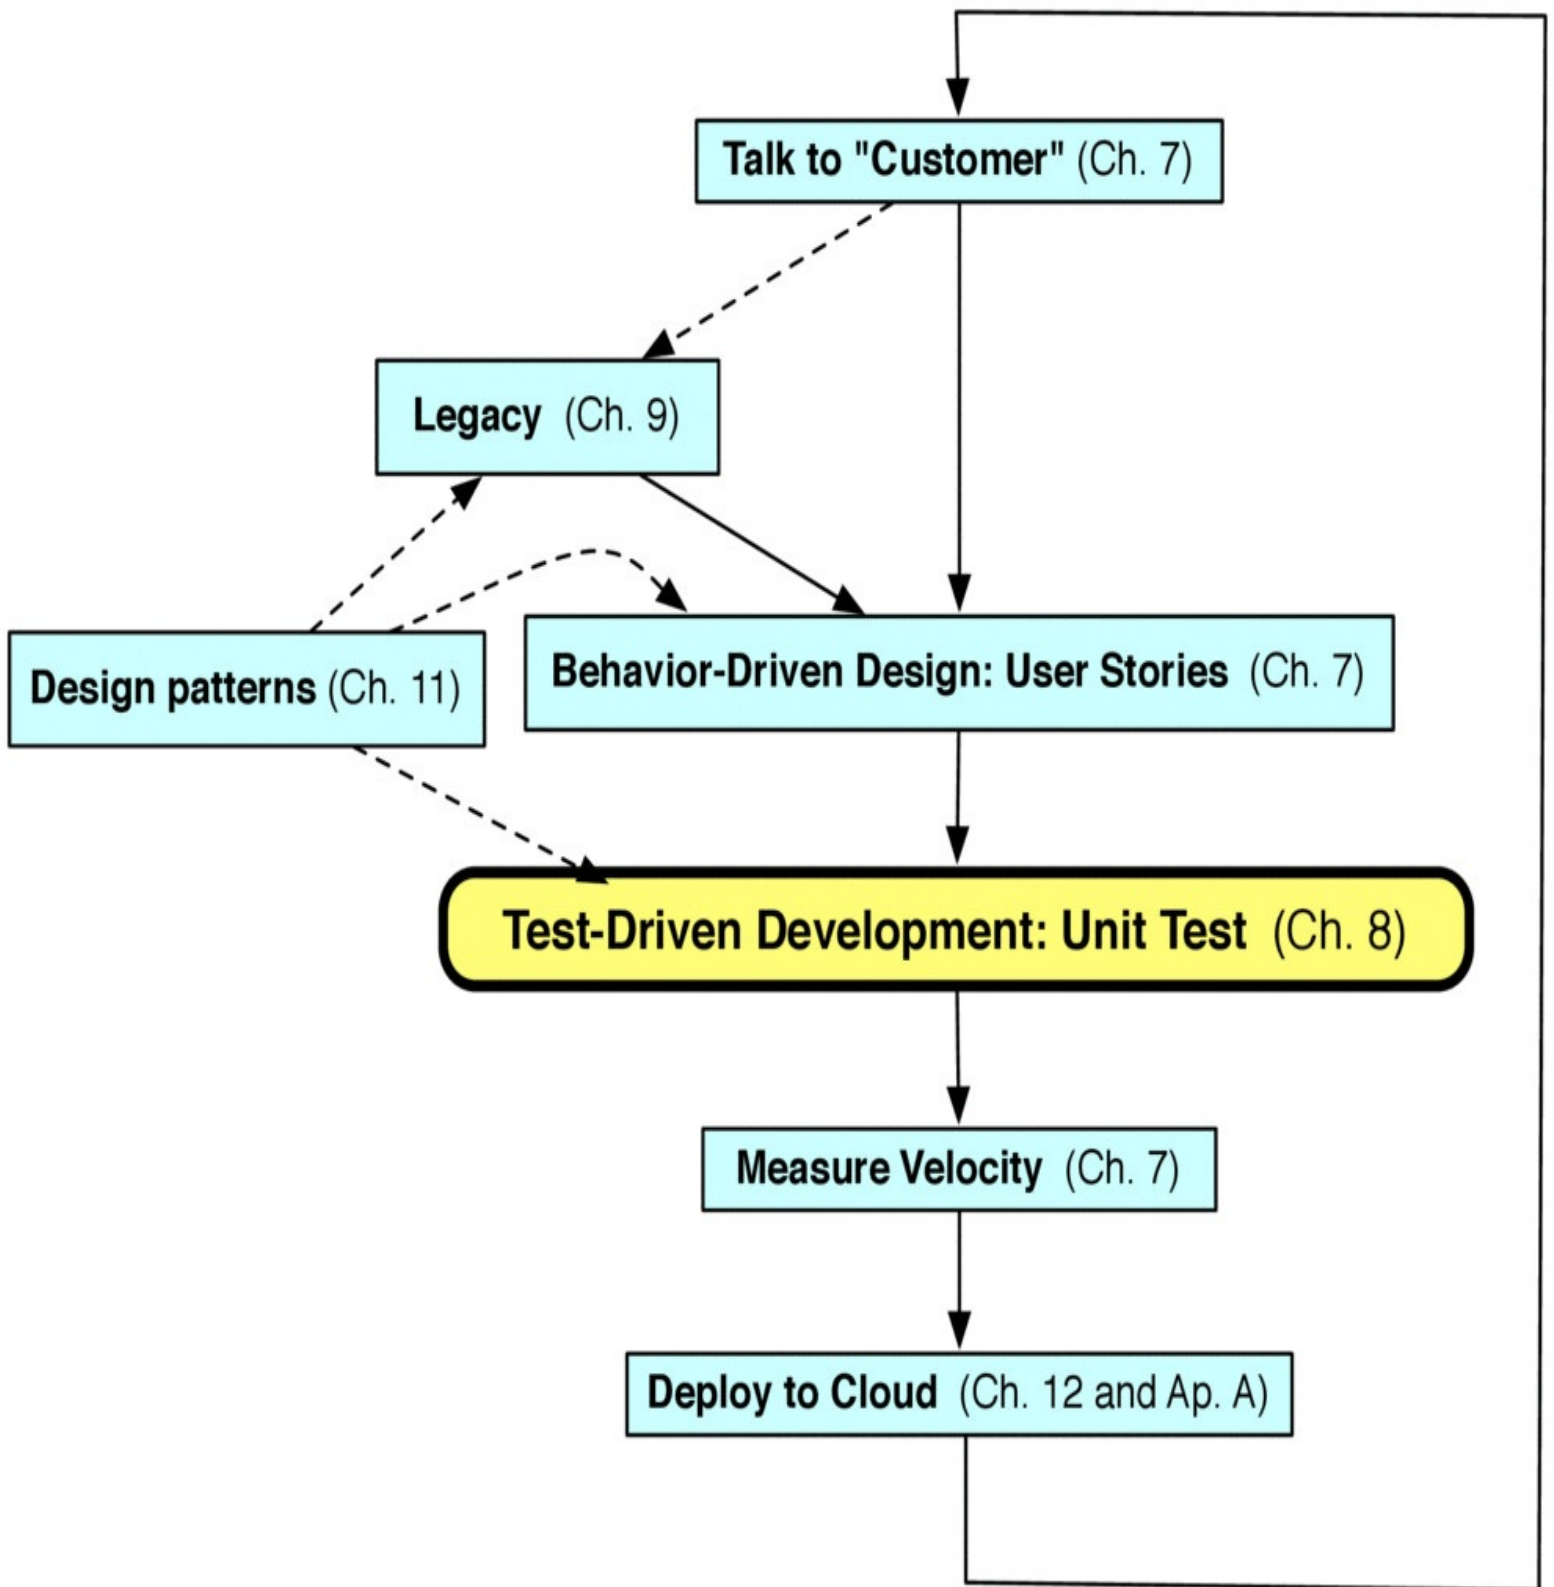 Talk to "Customer" (Ch. 7)
Legacy (Ch. 9)
Design patterns (Ch. 11)
Behavior-Driven Design: User Stories (Ch. 7)
Test-Driven Development: Unit Test (Ch. 8)
Measure Velocity (Ch. 7)
Deploy to Cloud (Ch. 12 and Ap. A)